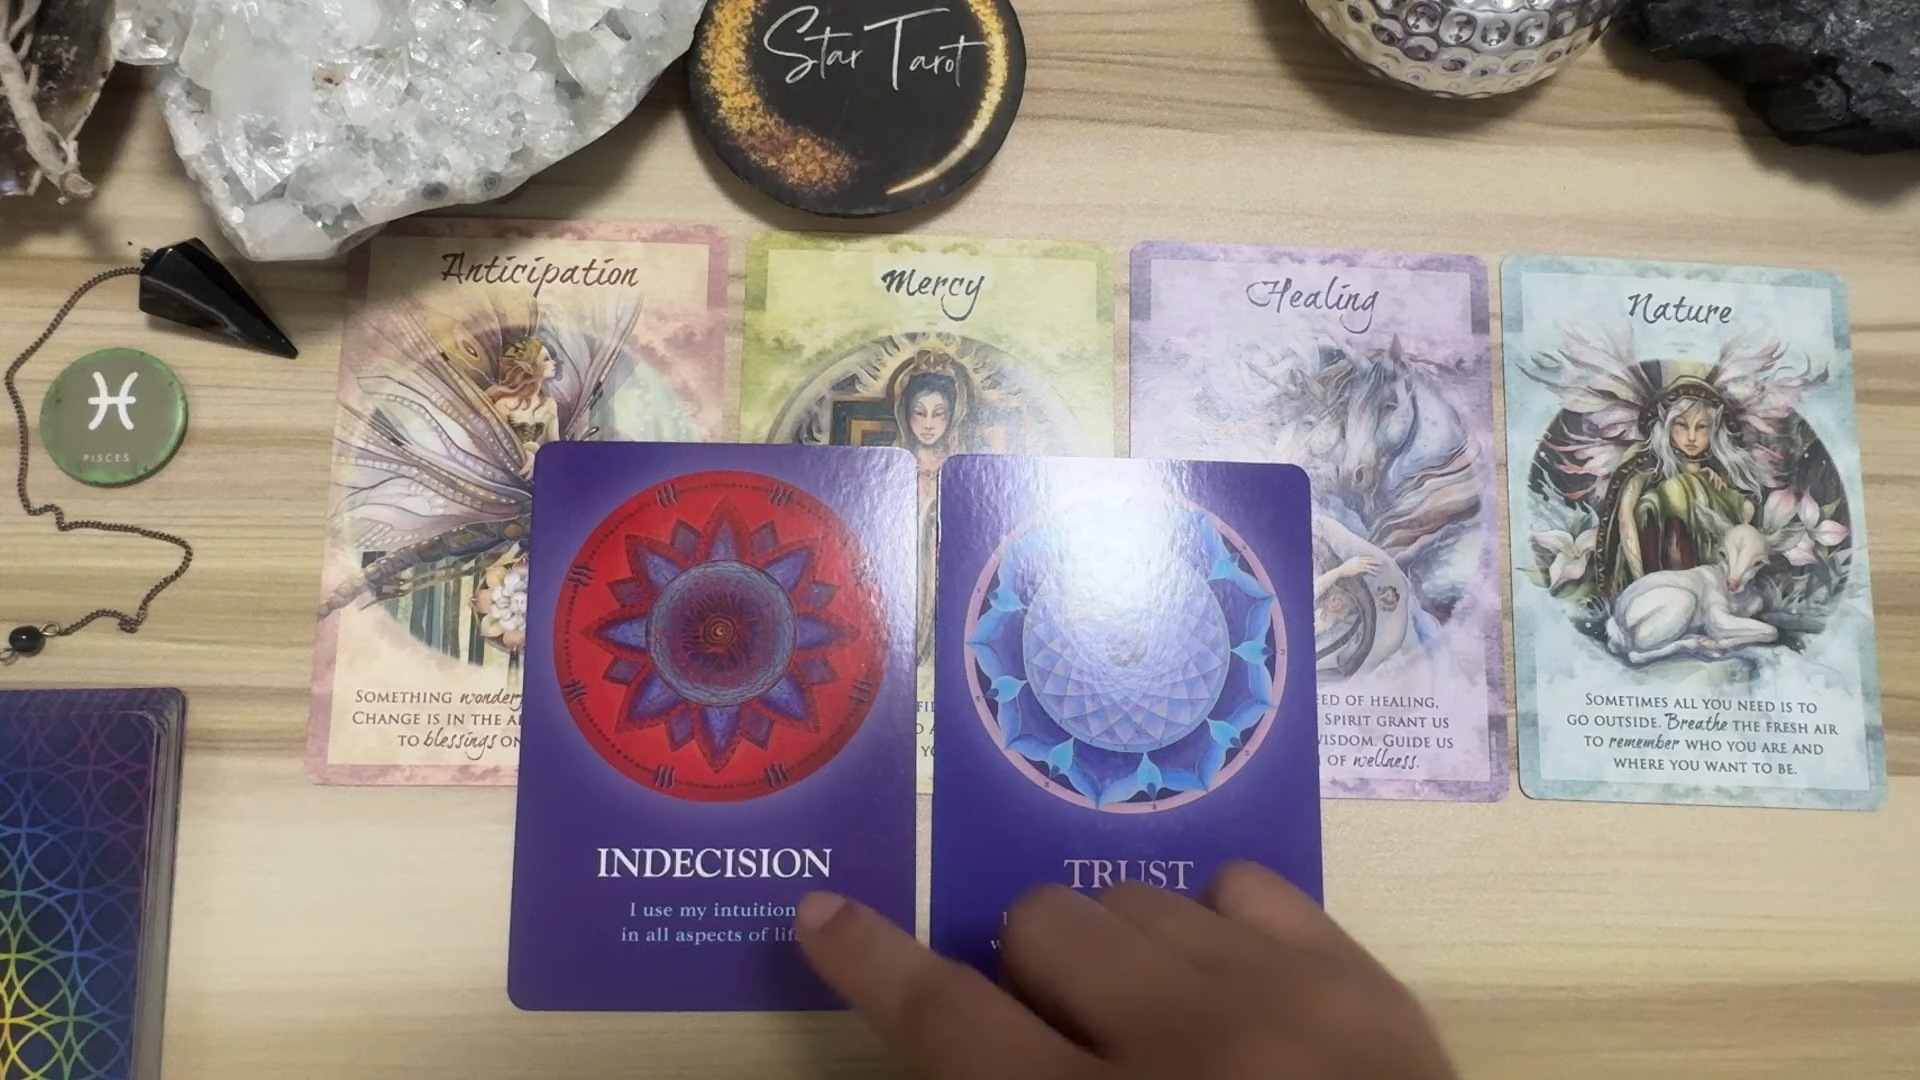 Star Tarot
Anticipation
Mercy
Healing
Nature
PISCES
SOMETHING
CHANGE IS IN THE
TO blessings
OF HEALING,
SPIRIT GRANT US
GUIDE US
OF wellness.
SOMETIMES ALL YOU NEED IS TO
GO OUTSIDE. Breathe THE FRESH AIR
TO remember WHO YOU ARE AND
WHERE YOU WANT TO BE.
INDECISION
I use my intuition
in all aspects of
TRUST